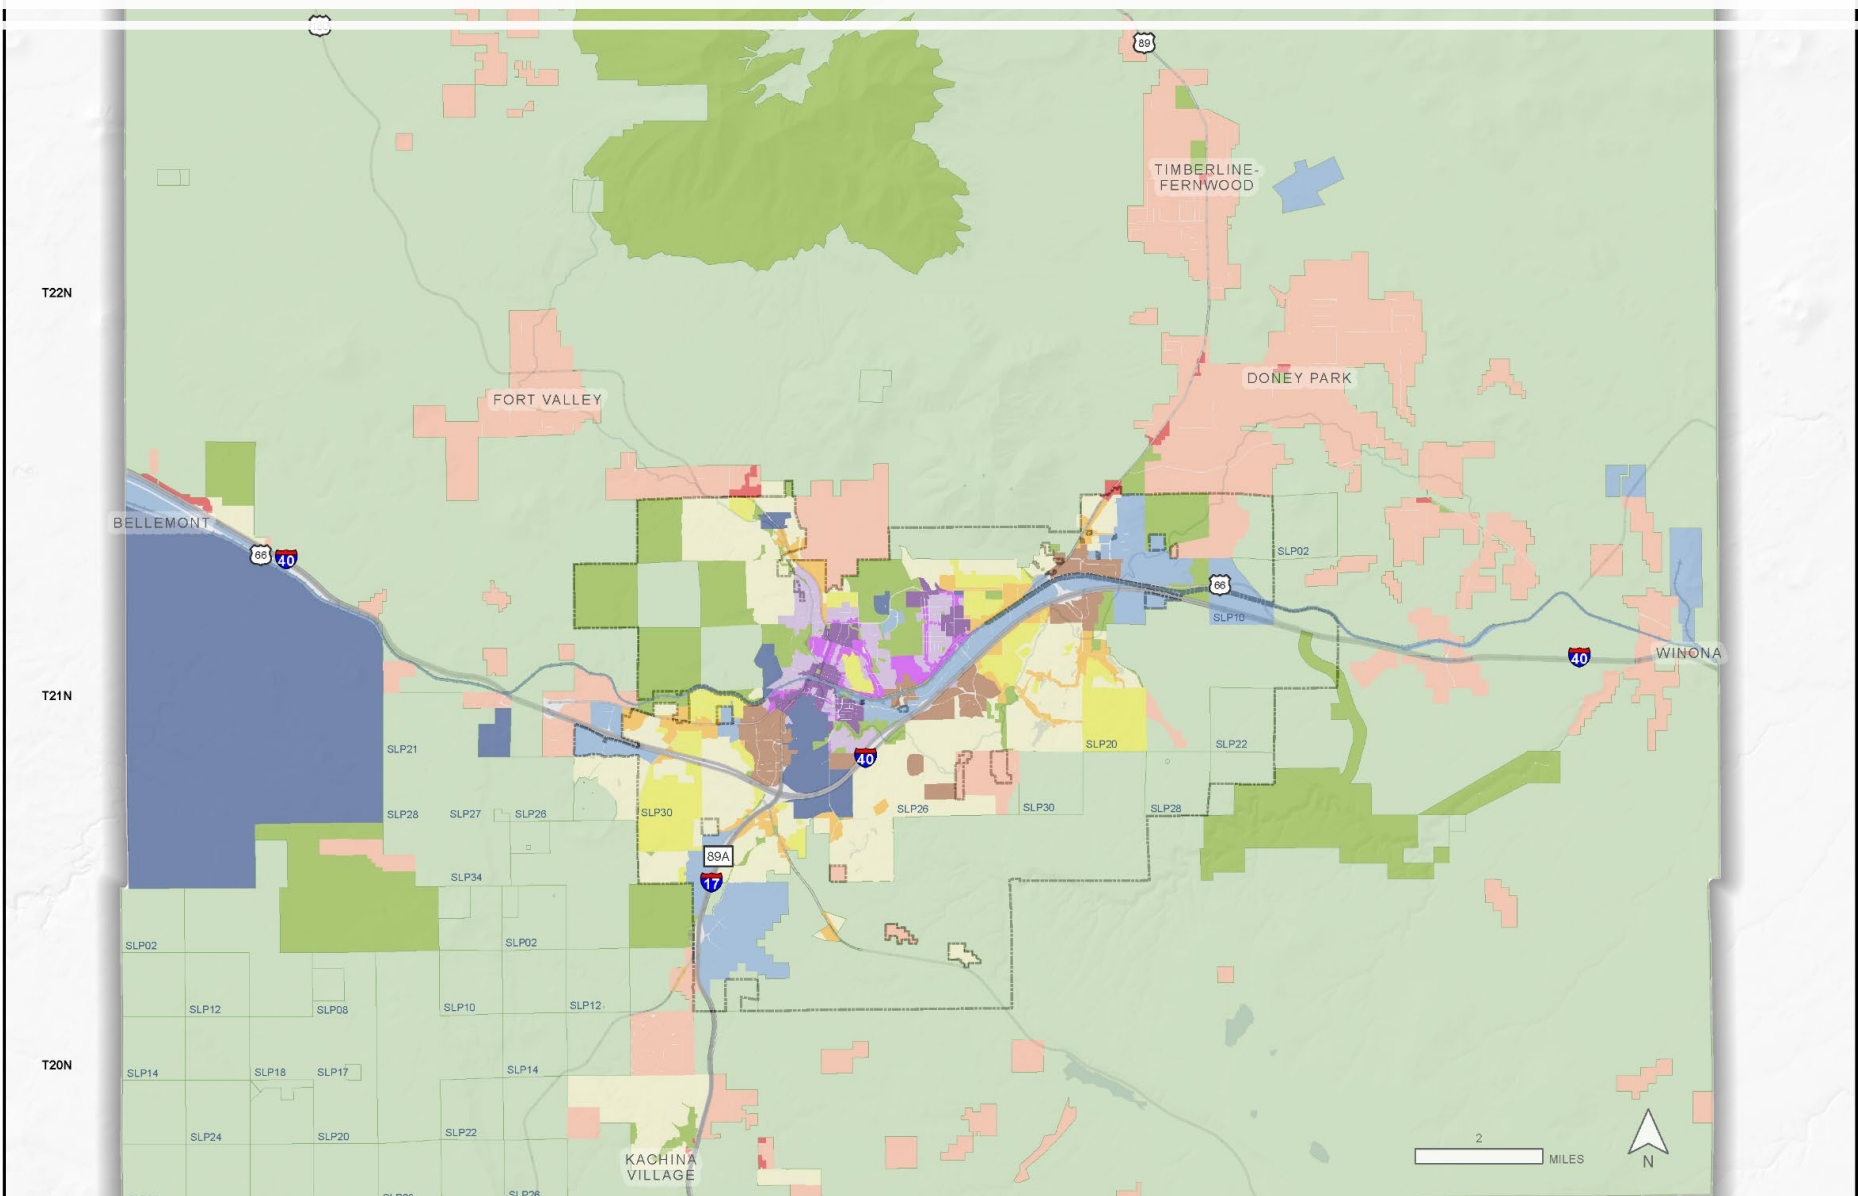 89
TIMBERLINE-
FERNWOOD
T22N
DONEY PARK
FORT VALLEY
BELLEMONT
66
40
SLP02
66
SLP10
40
WINONA
T21N
SLP21
SLP20
SLP22
40
SLP28
SLP27
SLP26
SLP30
SLP26
SLP30
SLP28
89A
17
SLP34
SLP02
SLP02
SLP12
SLP08
SLP10
SLP12
T20N
SLP14
SLP18
SLP17
SLP14
SLP24
SLP20
SLP22
2
MILES
N
KACHINA
VILLAGE
SLP26